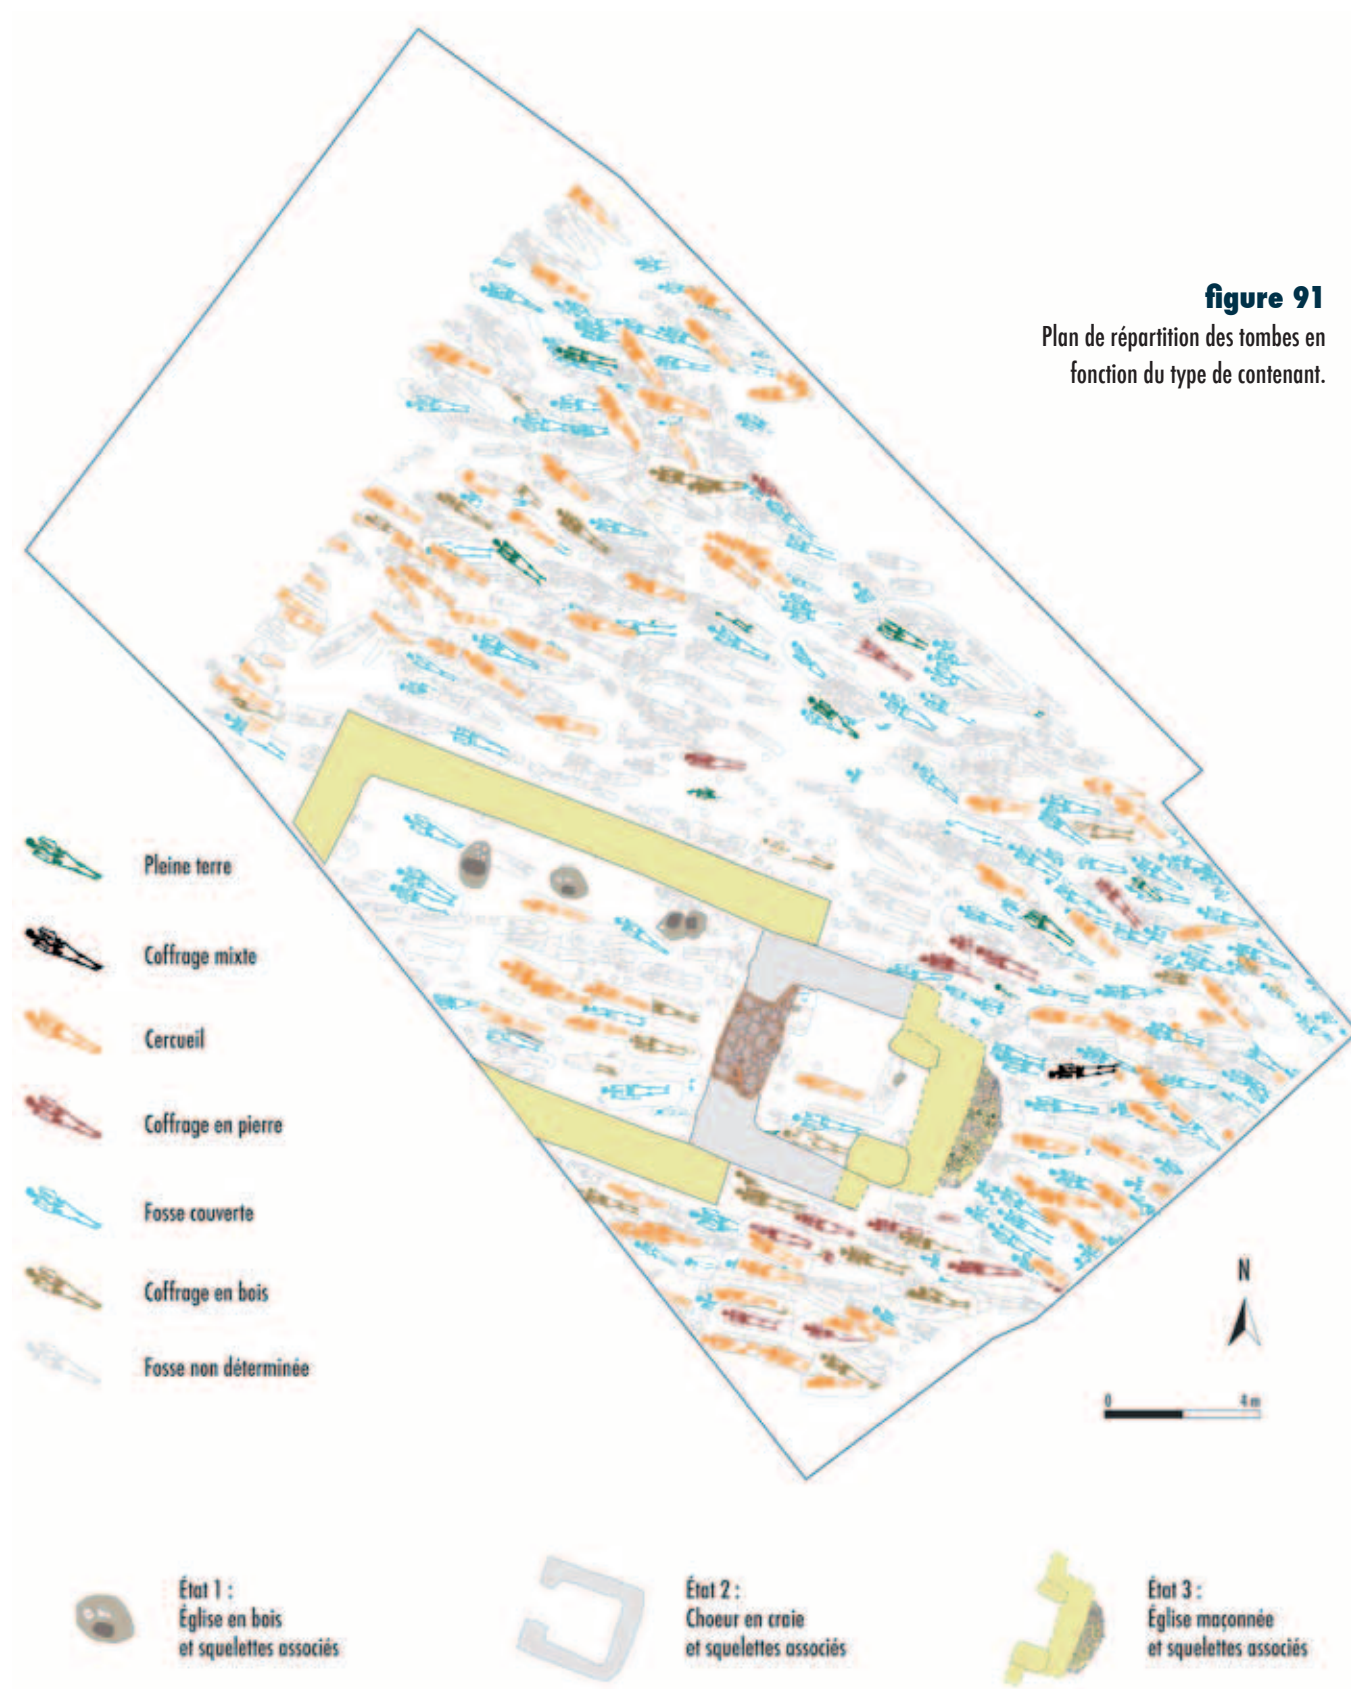 figure 91
Plan de répartition des tombes en
fonction du type de contenant.
Pleine terre
Coffrage mixte
Cercueil
Coffrage en pierre
Fosse couverte
Coffrage en bois
Fosse non déterminée
N
0 4 m
État 1 :
Église en bois
et squelettes associés
État 2 :
Choeur en craie
et squelettes associés
État 3 :
Église maçonnée
et squelettes associés